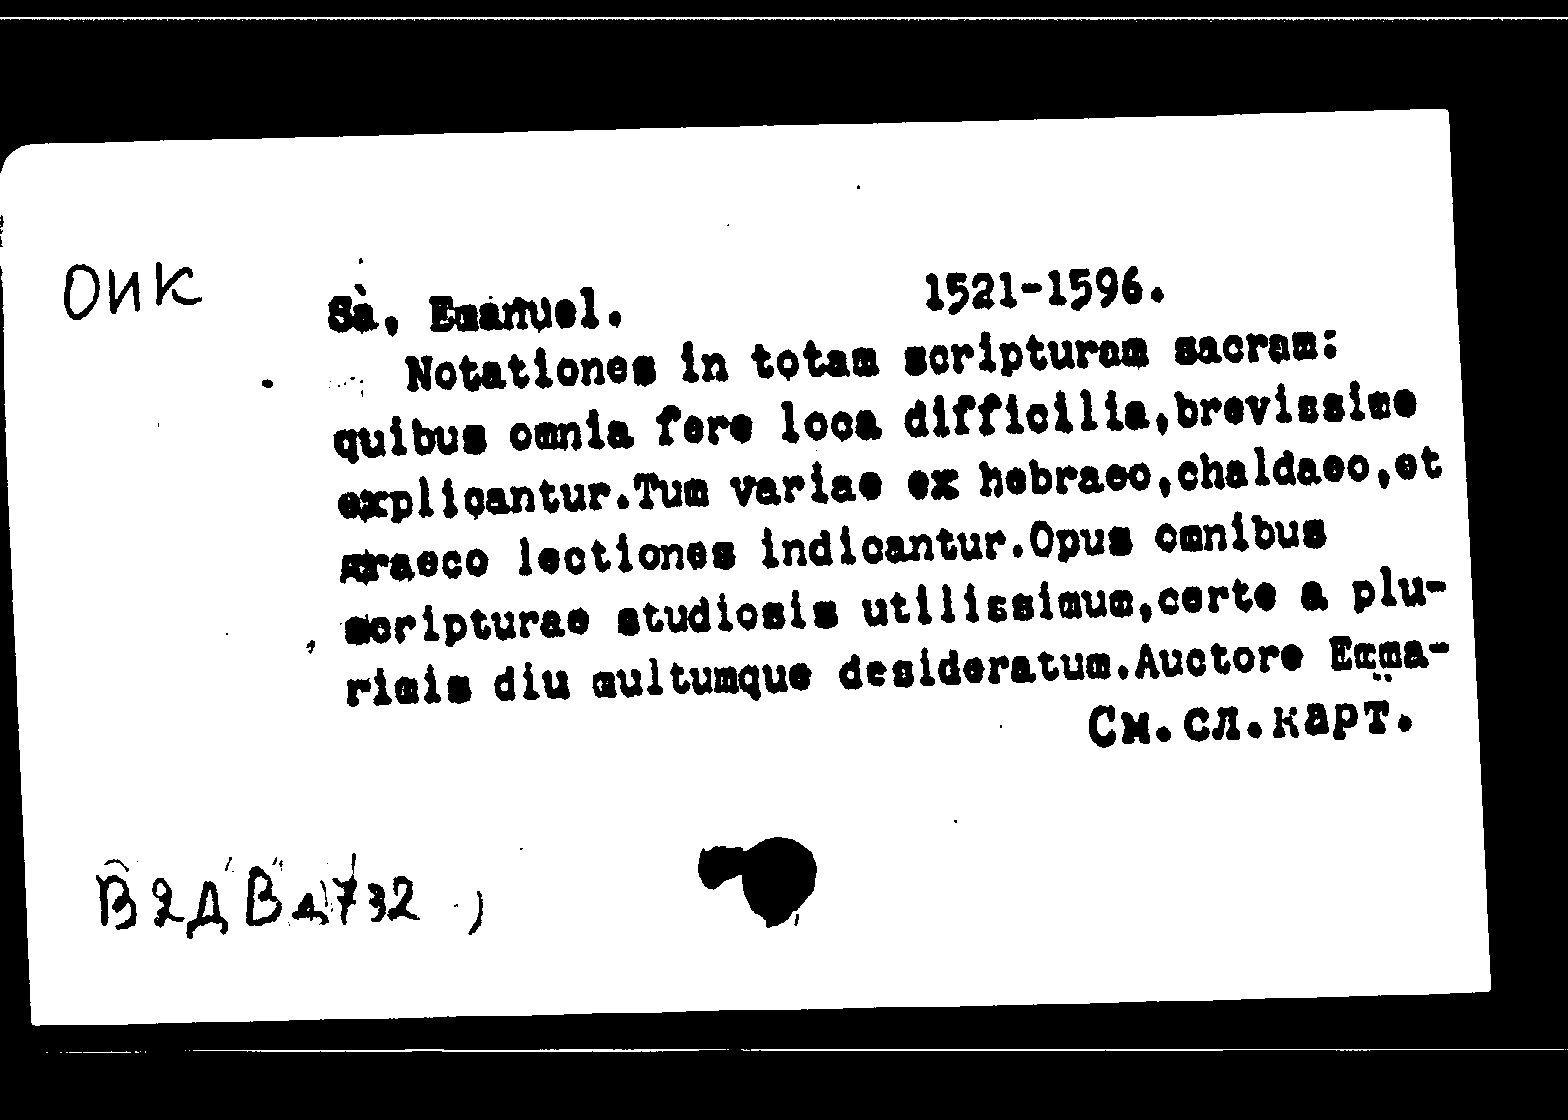 ОИК
Sà, Emanuel. 1521-1596.
Notationes in totam scripturam sacram:
quibus omnia fere loca difficilia,brevissime
explicantur.Tum variae ex hebraeo,chaldaeo,et
graeco lectiones indicantur.Opus omnibus
scripturae studiosis utilissimum,certe a plu-
rimis diu multumque desideratum.Auctore Emma-
См.сл.карт.
В 2Д В 732